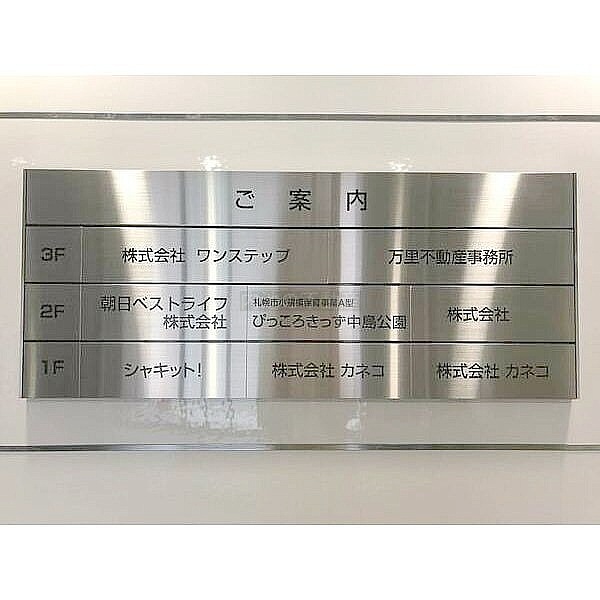 ご案内
3F 株式会社 ワンステップ 万里不動産事務所
2F 朝日ベストライフ
株式会社
札幌市小規模保育事業A型
ぴっころきっず中島公園
株式会社
1F シャキット! 株式会社 カネコ 株式会社 カネコ